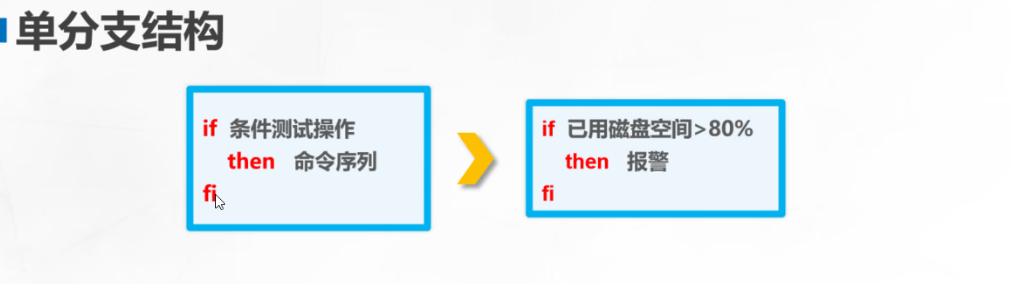 单分支结构
if 条件测试操作
then 命令序列
fi
if 已用磁盘空间>80%
then 报警
fi